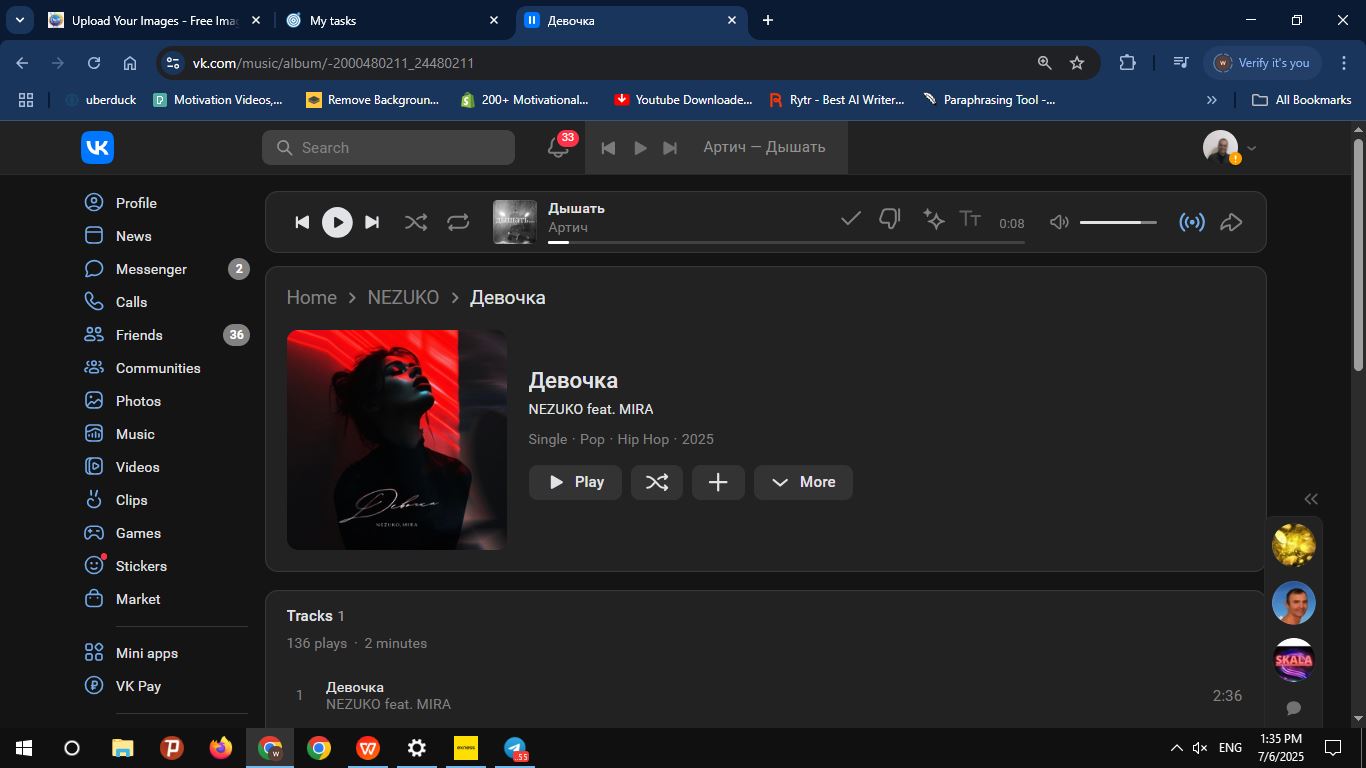 Upload Your Images - Free Ima
My tasks
Девочка
vk.com/music/album/-2000480211_24480211
Verify it's you
uberduck
Motivation Videos,...
Remove Backgroun...
200+ Motivational...
Youtube Downloade...
Rytr - Best AI Writer...
Paraphrasing Tool -...
All Bookmarks
Search
33
Артич — Дышать
Profile
News
Messenger
2
Calls
Friends
36
Communities
Photos
Music
Videos
Clips
Games
Stickers
Market
Mini apps
VK Pay
дышать...
Дышать
Артич
0:08
Home
NEZUKO
Девочка
Девочка
NEZUKO, MIRA
Девочка
NEZUKO feat. MIRA
Single · Pop · Hip Hop · 2025
Play
More
Tracks 1
136 plays · 2 minutes
1
Девочка
NEZUKO feat. MIRA
2:36
SKALA
exness
55
ENG
1:35 PM
7/6/2025